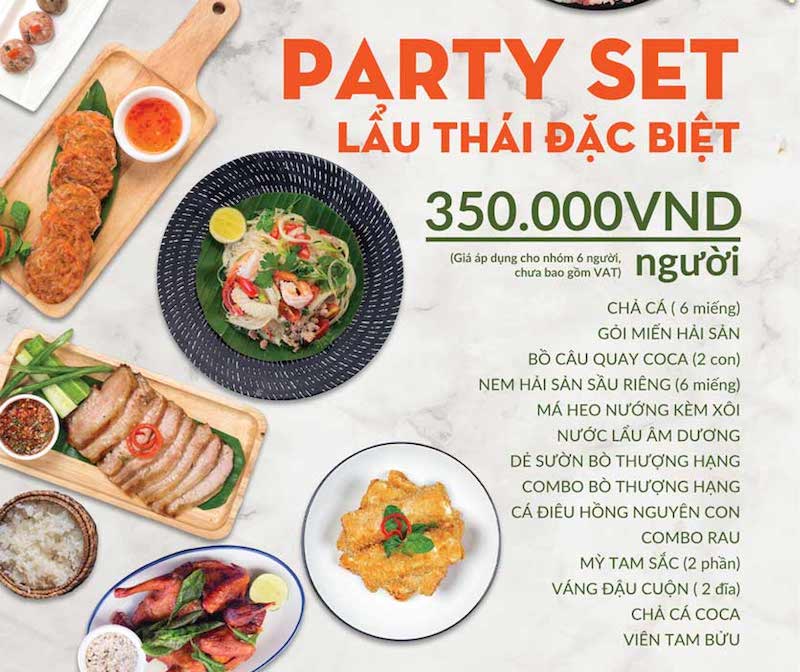 PARTY SET
LẨU THÁI ĐẶC BIỆT
350.000VND
(Giá áp dụng cho nhóm 6 người,
chưa bao gồm VAT)
người
CHẢ CÁ ( 6 miếng)
GỎI MIẾN HẢI SẢN
BỒ CÂU QUAY COCA (2 con)
NEM HẢI SẢN SẦU RIÊNG (6 miếng)
MÁ HEO NƯỚNG KÈM XÔI
NƯỚC LẨU ÂM DƯƠNG
DẺ SƯỜN BÒ THƯỢNG HẠNG
COMBO BÒ THƯỢNG HẠNG
CÁ ĐIÊU HỒNG NGUYÊN CON
COMBO RAU
MỲ TAM SẮC (2 phần)
VÁNG ĐẬU CUỘN ( 2 đĩa)
CHẢ CÁ COCA
VIÊN TAM BỬU